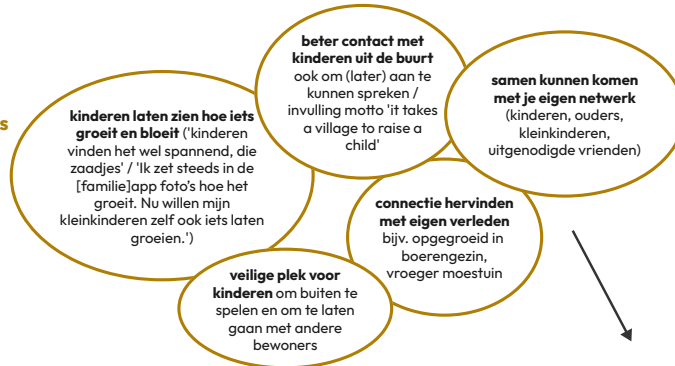 s
kinderen laten zien hoe iets
groeit en bloeit ('kinderen
vinden het wel spannend, die
zaadjes' / 'Ik zet steeds in de
[familie]app foto's hoe het
groeit. Nu willen mijn
kleinkinderen zelf ook iets laten
groeien.')
beter contact met
kinderen uit de buurt
ook om (later) aan te
kunnen spreken /
invulling motto 'it takes
a village to raise a
child'
samen kunnen komen
met je eigen netwerk
(kinderen, ouders,
kleinkinderen,
uitgenodigde vrienden)
connectie hervinden
met eigen verleden
bijv. opgegroeid in
boerengezin,
vroeger moestuin
veilige plek voor
kinderen om buiten te
spelen en om te laten
gaan met andere
bewoners